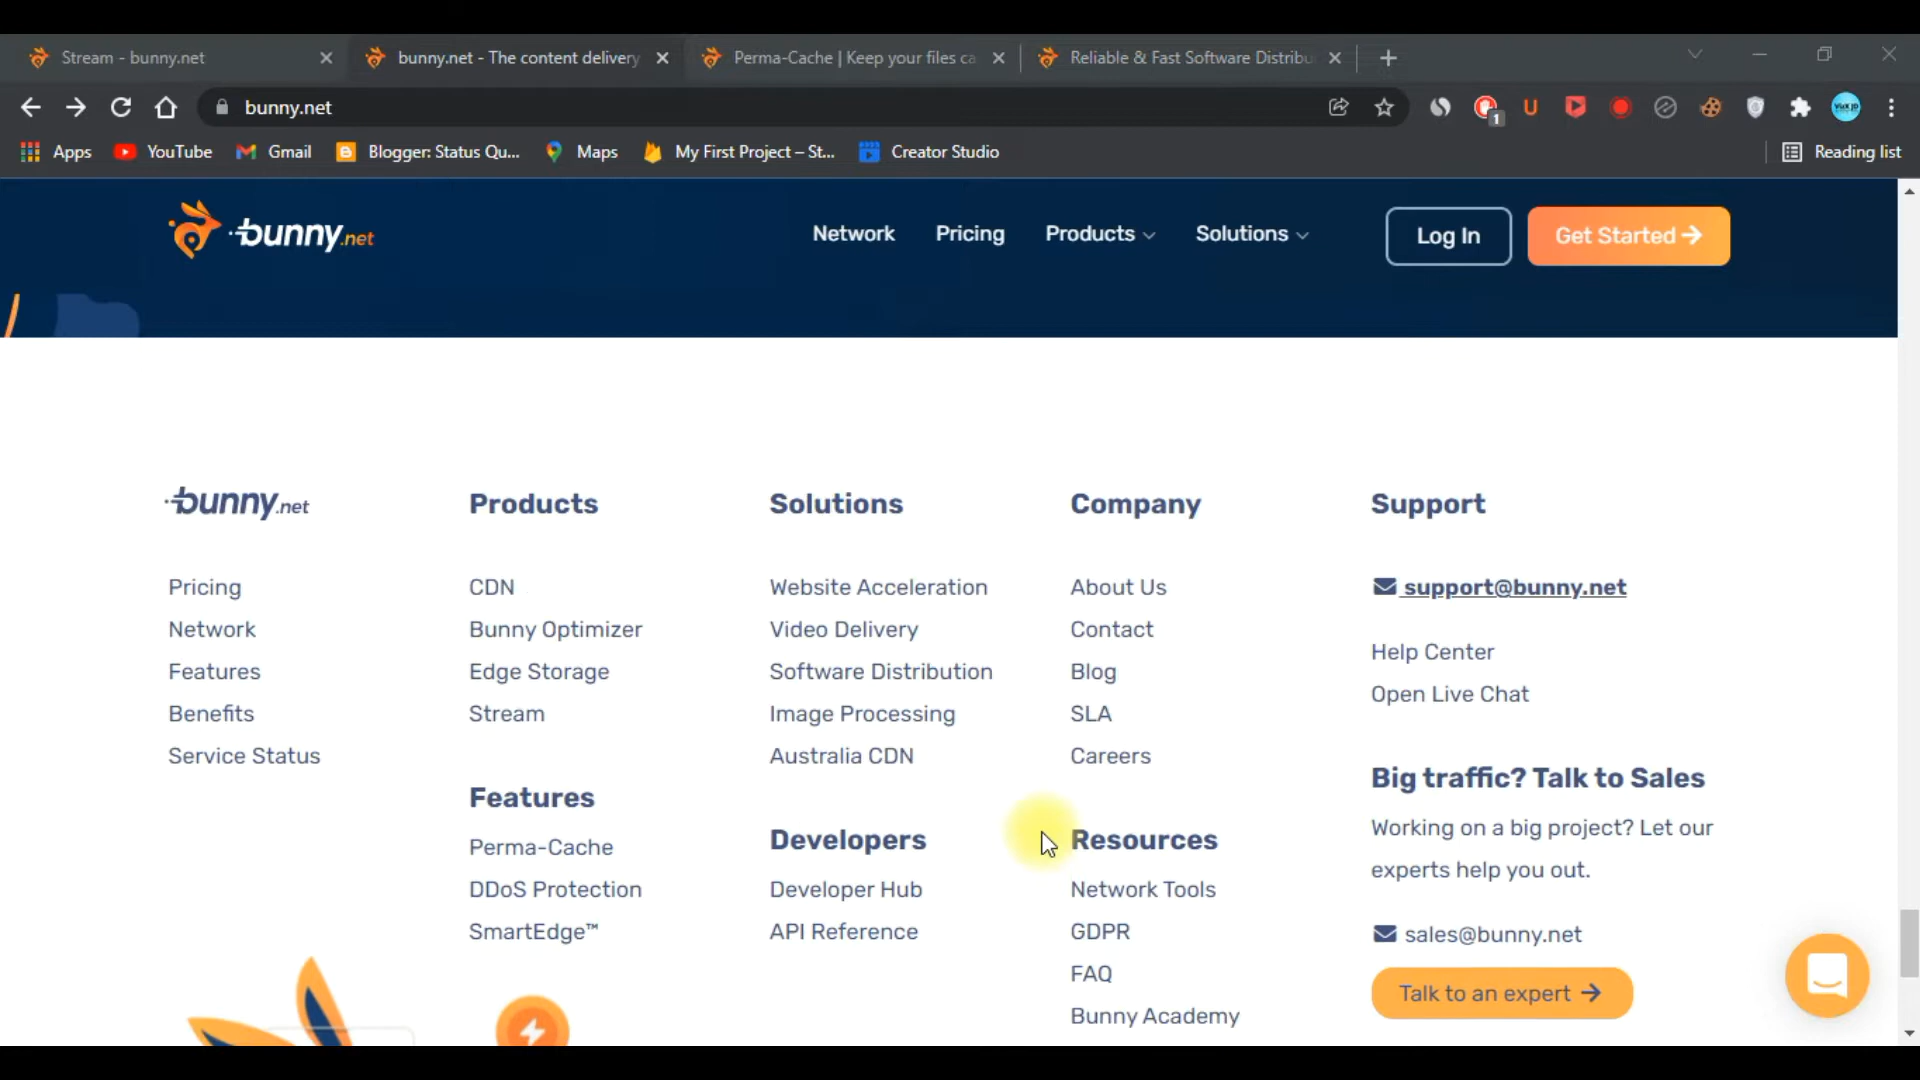 Stream - bunny.net
bunny.net - The content delivery
Perma-Cache | Keep your files ca
Reliable & Fast Software Distribu
bunny.net
1
Apps
YouTube
Gmail
Blogger: Status Qu...
Maps
My First Project – St...
Creator Studio
Reading list
bunny.net
Network
Pricing
Products
Solutions
Log In
Get Started
bunny.net
Pricing
Network
Features
Benefits
Service Status
Products
CDN
Bunny Optimizer
Edge Storage
Stream
Features
Perma-Cache
DDoS Protection
SmartEdge™
Solutions
Website Acceleration
Video Delivery
Software Distribution
Image Processing
Australia CDN
Developers
Developer Hub
API Reference
Company
About Us
Contact
Blog
SLA
Careers
Resources
Network Tools
GDPR
FAQ
Bunny Academy
Support
support@bunny.net
Help Center
Open Live Chat
Big traffic? Talk to Sales
Working on a big project? Let our
experts help you out.
sales@bunny.net
Talk to an expert